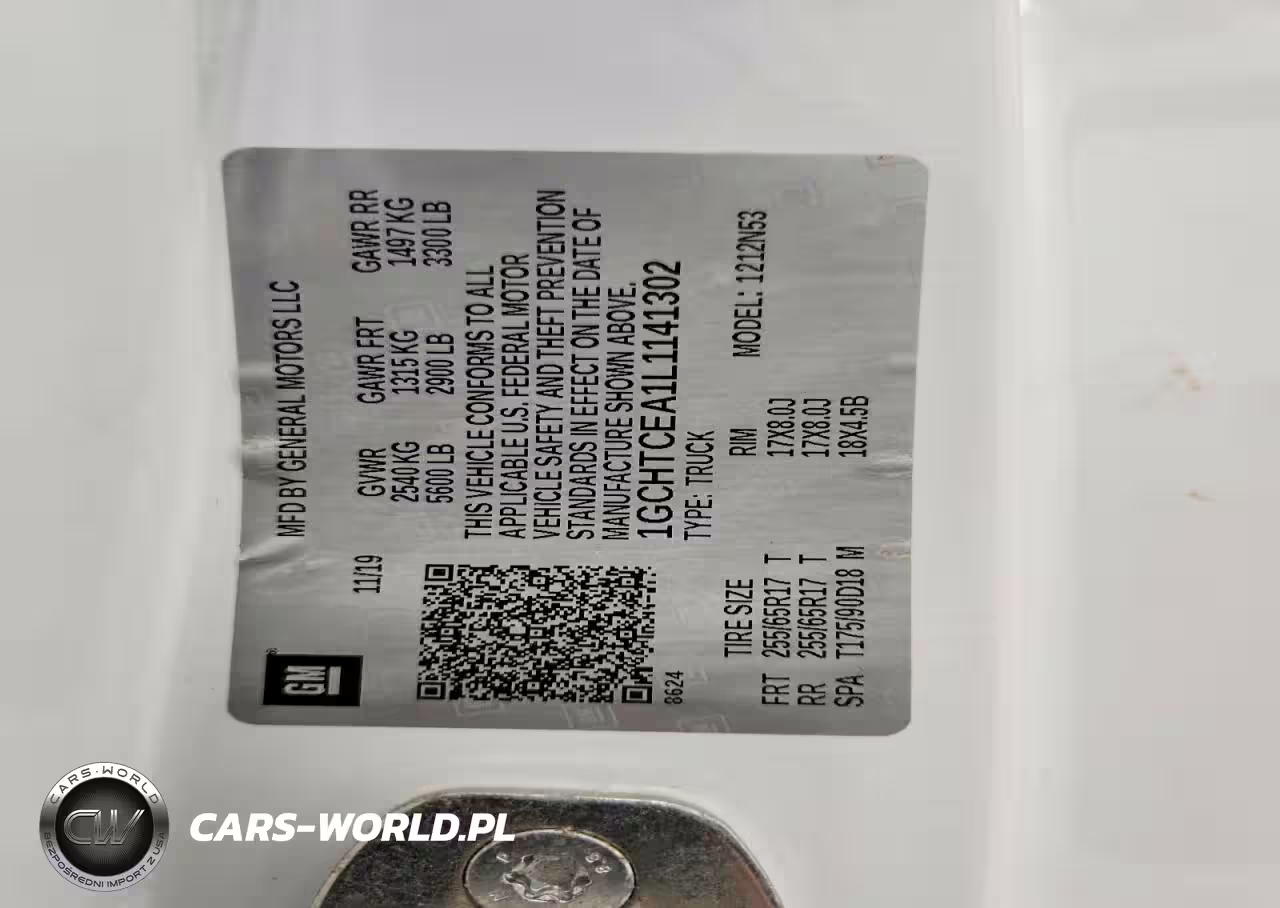 GM
®
MFD BY GENERAL MOTORS LLC
11/19
GVWR GAWR FRT GAWR RR
2540 KG 1315 KG 1497 KG
5600 LB 2900 LB 3300 LB
THIS VEHICLE CONFORMS TO ALL
APPLICABLE U.S. FEDERAL MOTOR
VEHICLE SAFETY AND THEFT PREVENTION
STANDARDS IN EFFECT ON THE DATE OF
MANUFACTURE SHOWN ABOVE.
1GCHTCEA1L1141302
8624
TYPE: TRUCK
TIRE SIZE RIM MODEL: 1212N53
FRT 255/65R17 T 17X8.0J
RR 255/65R17 T 17X8.0J
SPA T175/90D18 M 18X4.5B
CARS-WORLD
CW
BEZPOŚREDNI IMPORT Z USA
CARS-WORLD.PL